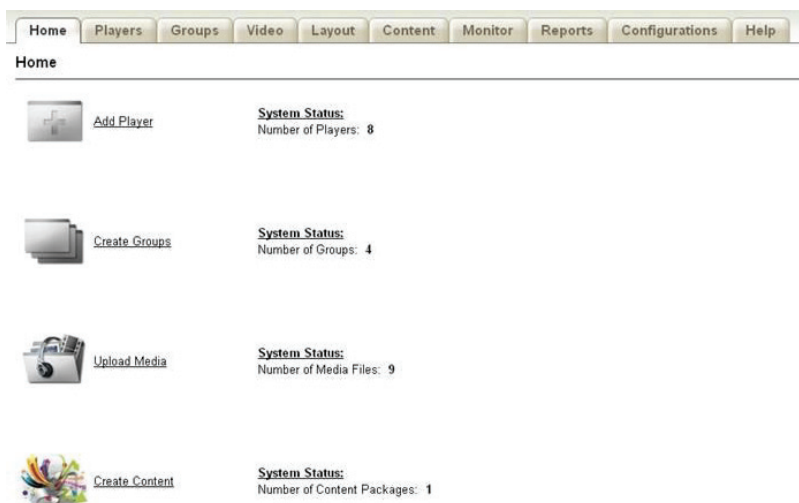 Home Players Groups Video Layout Content Monitor Reports Configurations Help
Home
Add Player
System Status:
Number of Players: 8
Create Groups
System Status:
Number of Groups: 4
Upload Media
System Status:
Number of Media Files: 9
Create Content
System Status:
Number of Content Packages: 1